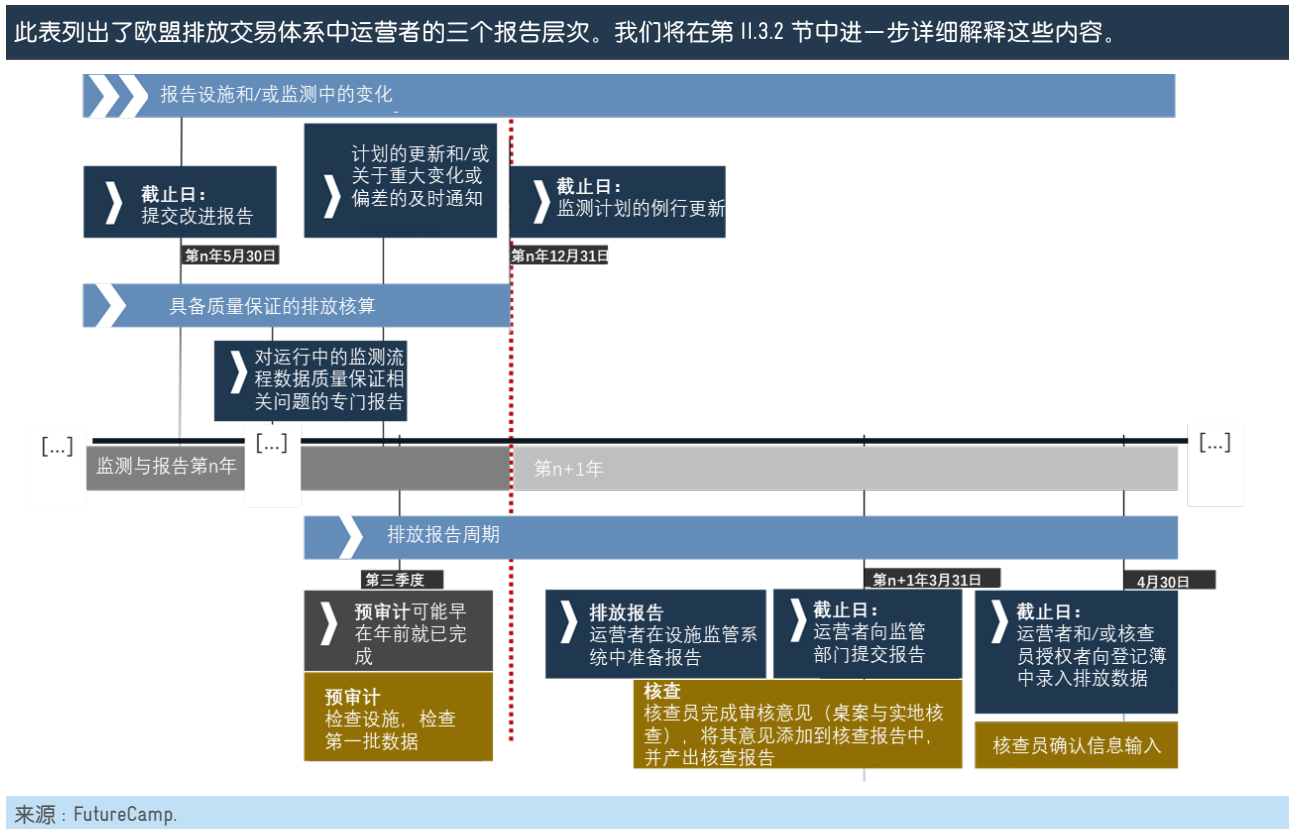 此表列出了欧盟排放交易体系中运营者的三个报告层次。我们将在第 II.3.2 节中进一步详细解释这些内容。
报告设施和/或监测中的变化
截止日：
提交改进报告
计划的更新和/或
关于重大变化或
偏差的及时通知
截止日：
监测计划的例行更新
第n年5月30日
第n年12月31日
具备质量保证的排放核算
对运行中的监测流
程数据质量保证相
关问题的专门报告
[...]
[...]
[...]
监测与报告第n年
第n+1年
排放报告周期
第三季度
第n+1年3月31日
4月30日
预审计可能早
在年前就已完
成
排放报告
运营者在设施监管系
统中准备报告
截止日：
运营者向监管
部门提交报告
截止日：
运营者和/或核查
员授权者向登记簿
中录入排放数据
预审计
检查设施，检查
第一批数据
核查
核查员完成审核意见（桌案与实地核
查），将其意见添加到核查报告中，
并产出核查报告
核查员确认信息输入
来源：FutureCamp.